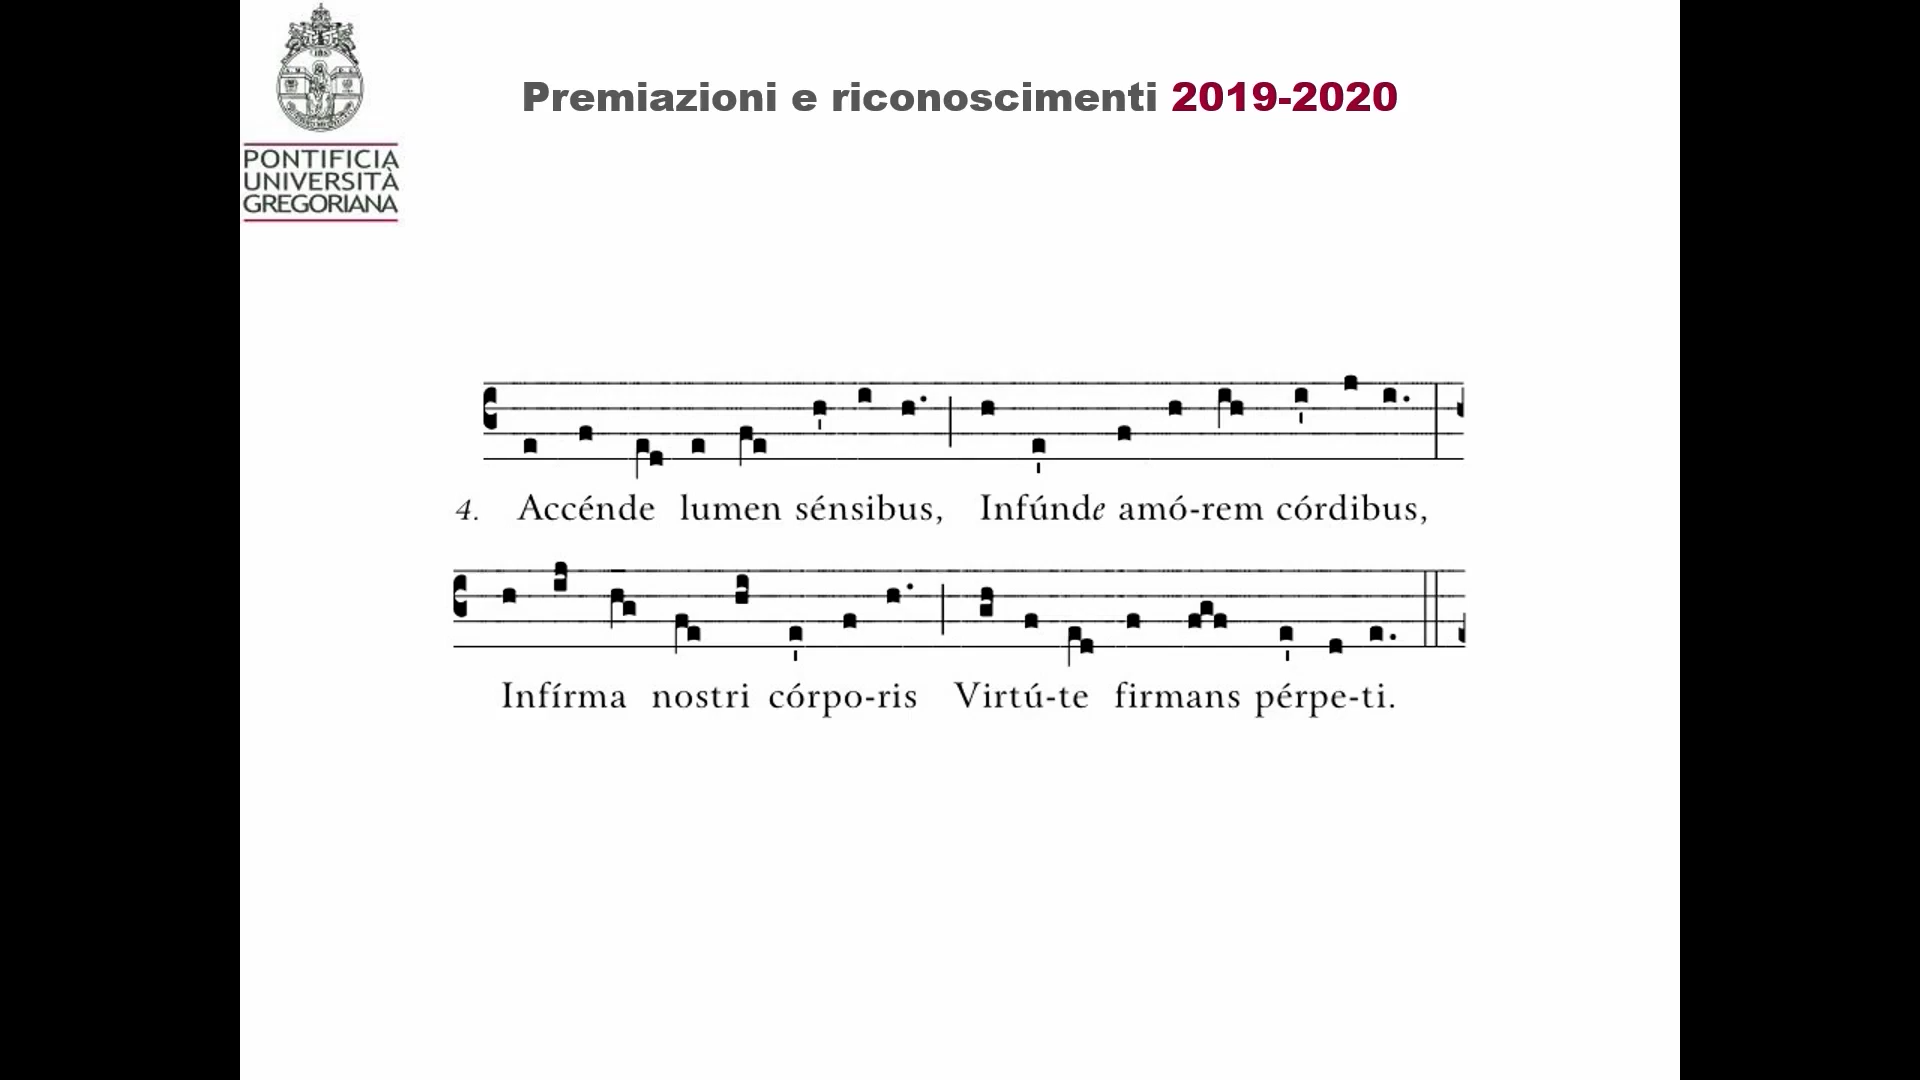 PONTIFICIA
UNIVERSITÀ
GREGORIANA
Premiazioni e riconoscimenti 2019-2020
4. Accénde lumen sénsibus, Infúnde amó-rem córdibus,
Infírma nostri córpo-ris Virtú-te firmans pérpe-ti.